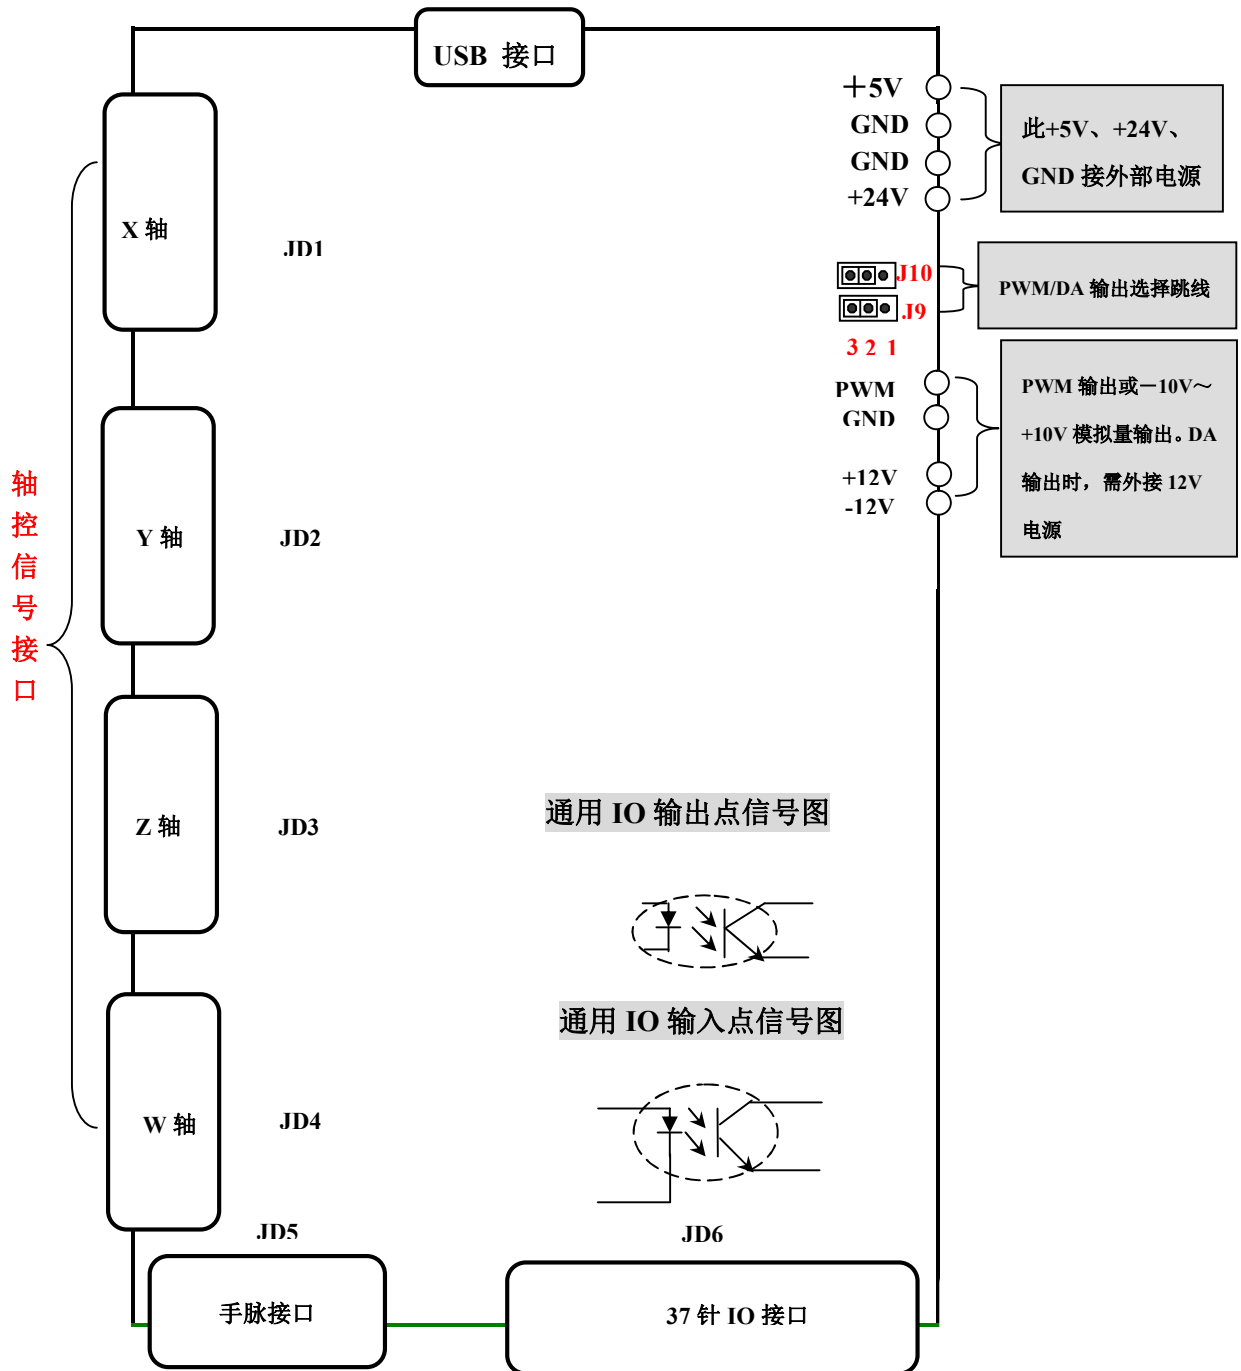 USB 接口
＋5V
GND
GND
+24V
此+5V、+24V、
GND 接外部电源
X 轴
JD1
J10
J9
3 2 1
PWM/DA 输出选择跳线
PWM
GND
+12V
-12V
PWM 输出或－10V～
+10V 模拟量输出。DA
输出时，需外接 12V
电源
轴
控
信
号
接
口
Y 轴
JD2
Z 轴
JD3
通用 IO 输出点信号图
通用 IO 输入点信号图
W 轴
JD4
JD5
JD6
手脉接口
37 针 IO 接口